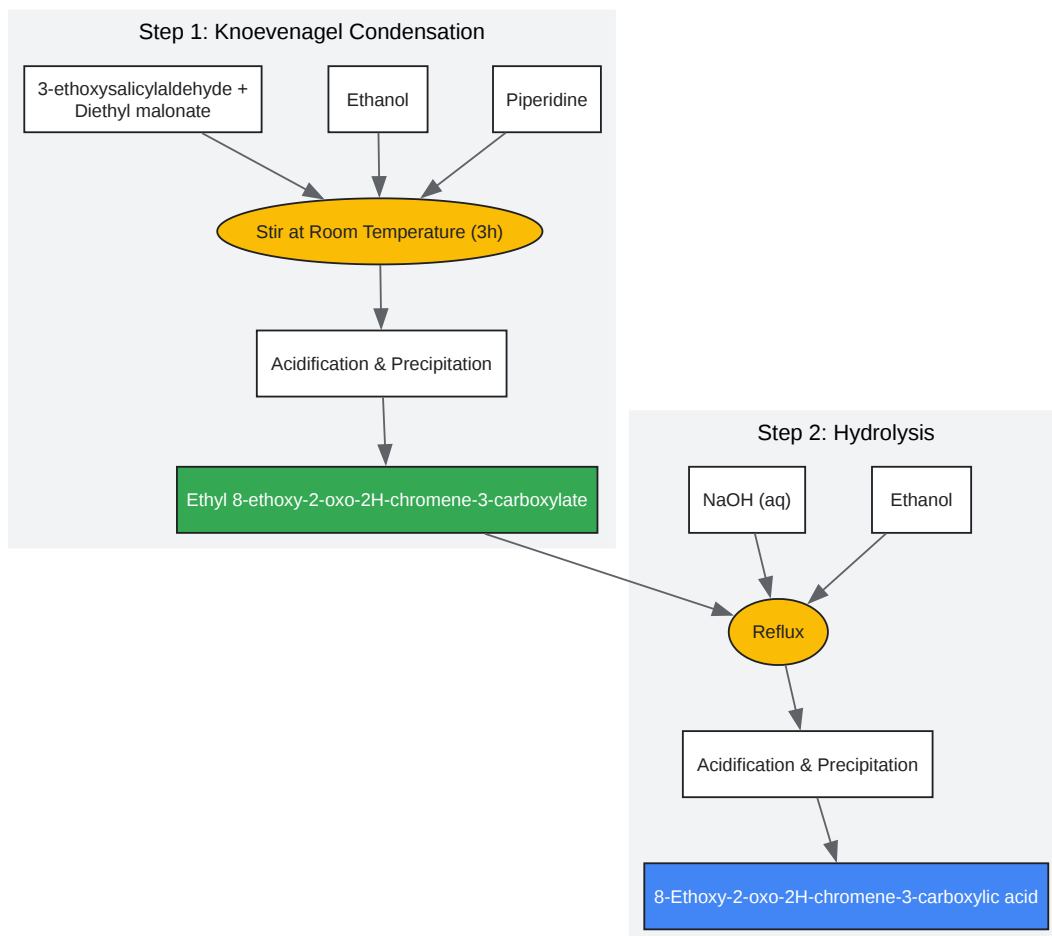 Step 1: Knoevenagel Condensation
3-ethoxysalicylaldehyde +
Diethyl malonate
Ethanol
Piperidine
Stir at Room Temperature (3h)
Acidification & Precipitation
Ethyl 8-ethoxy-2-oxo-2H-chromene-3-carboxylate
Step 2: Hydrolysis
NaOH (aq)
Ethanol
Reflux
Acidification & Precipitation
8-Ethoxy-2-oxo-2H-chromene-3-carboxylic acid